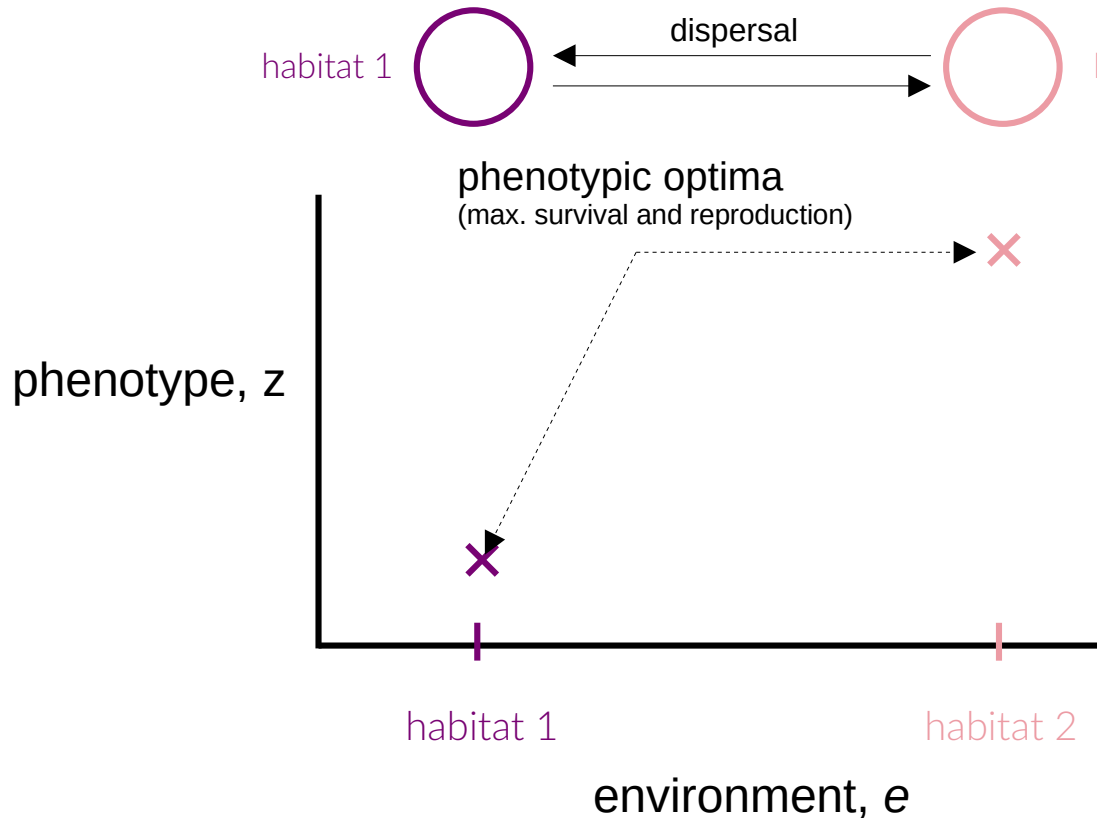 dispersal
habitat 1
phenotypic optima
(max. survival and reproduction)
phenotype, z
habitat 1
habitat 2
environment, e